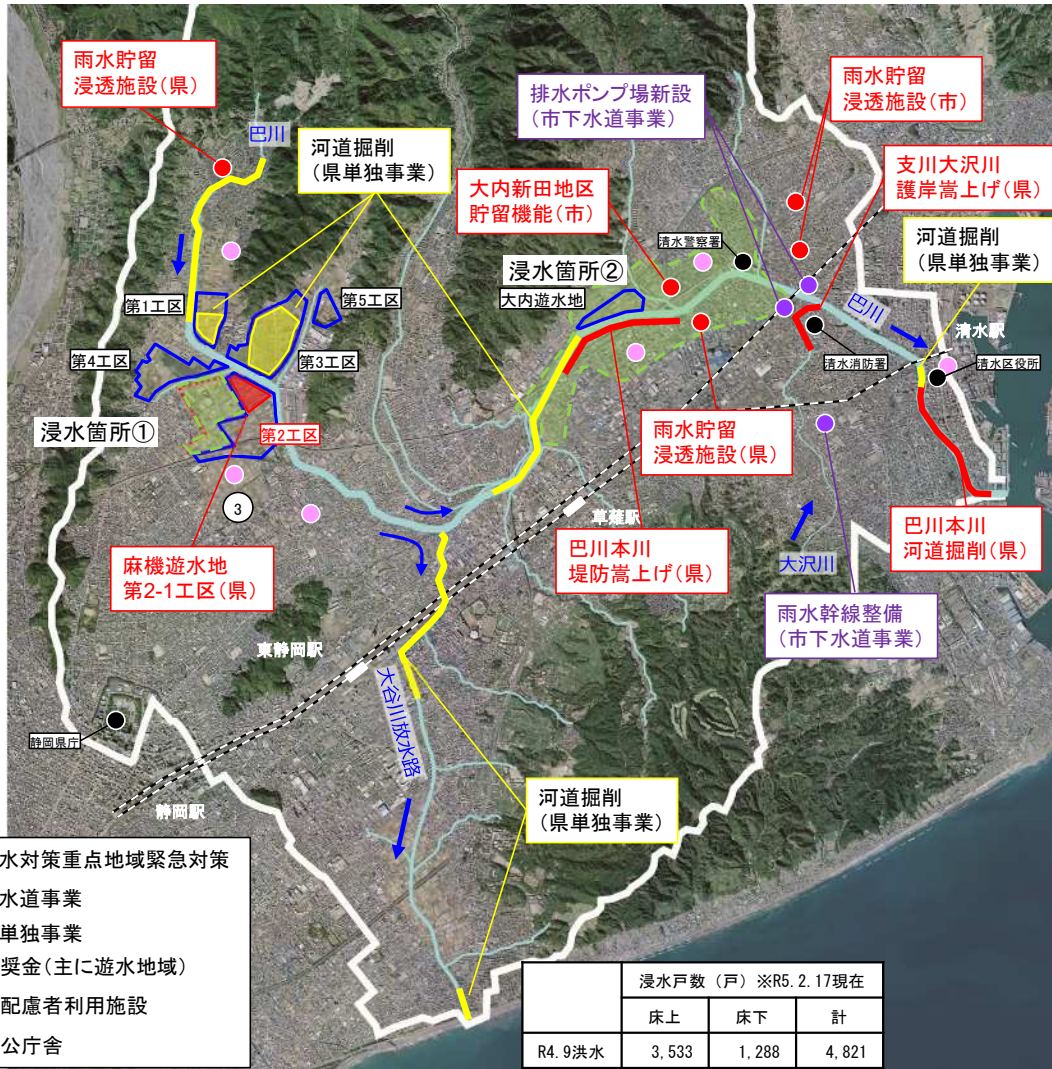 雨水貯留
浸透施設(県)
巴川
河道掘削
(県単独事業)
排水ポンプ場新設
(市下水道事業)
雨水貯留
浸透施設(市)
大内新田地区
貯留機能(市)
支川大沢川
護岸嵩上げ(県)
河道掘削
(県単独事業)
清水警察署
浸水箇所②
大内遊水地
第1工区
第5工区
第4工区
第3工区
巴川
清水駅
清水消防署
清水区役所
浸水箇所①
第2工区
3
雨水貯留
浸透施設(県)
草薙駅
麻機遊水地
第2-1工区(県)
巴川本川
堤防嵩上げ(県)
大沢川
巴川本川
河道掘削(県)
雨水幹線整備
(市下水道事業)
東静岡駅
大谷川放水路
静岡県庁
静岡駅
河道掘削
(県単独事業)
水対策重点地域緊急対策
水道事業
単独事業
奨金(主に遊水地域)
配慮者利用施設
公庁舎
浸水戸数(戸)※R5.2.17現在
床上 床下 計
R4.9洪水 3,533 1,288 4,821